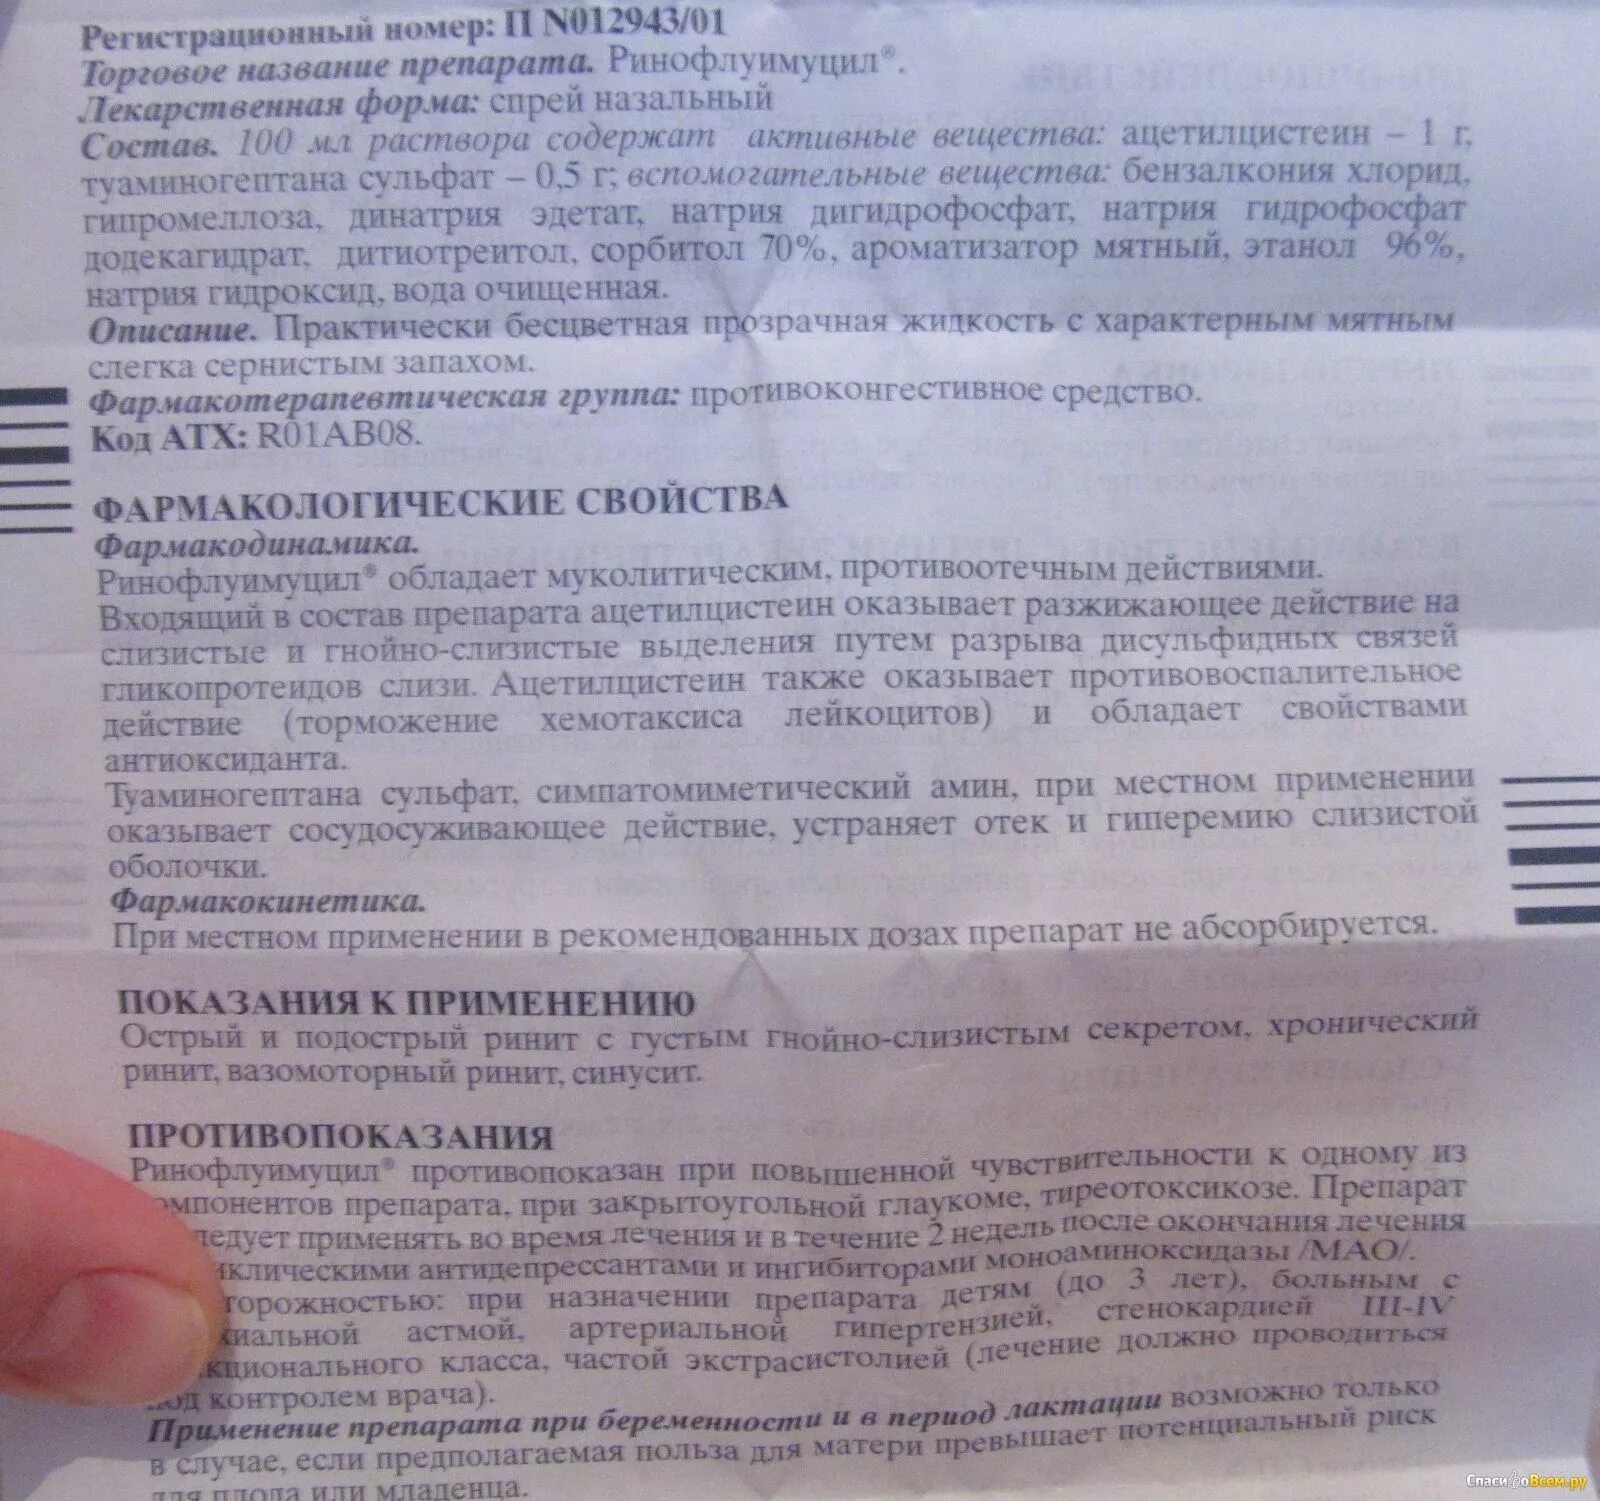 Регистрационный номер: П N012943/01
Торговое название препарата. Ринофлуимуцил®.
Лекарственная форма: спрей назальный
Состав. 100 мл раствора содержат активные вещества: ацетилцистеин – 1 г,
туаминогептана сульфат – 0,5 г; вспомогательные вещества: бензалкония хлорид,
гипромеллоза, динатрия эдетат, натрия дигидрофосфат, натрия гидрофосфат
додекагидрат, дитиотреитол, сорбитол 70%, ароматизатор мятный, этанол 96%,
натрия гидроксид, вода очищенная.
Описание. Практически бесцветная прозрачная жидкость с характерным мятным
слегка сернистым запахом.
Фармакотерапевтическая группа: противоконгестивное средство.
Код АТХ: R01AB08.
ФАРМАКОЛОГИЧЕСКИЕ СВОЙСТВА
Фармакодинамика.
Ринофлуимуцил® обладает муколитическим, противоотечным действиями.
Входящий в состав препарата ацетилцистеин оказывает разжижающее действие на
слизистые и гнойно-слизистые выделения путем разрыва дисульфидных связей
гликопротеидов слизи. Ацетилцистеин также оказывает противовоспалительное
действие (торможение хемотаксиса лейкоцитов) и обладает свойствами
антиоксиданта.
Туаминогептана сульфат, симпатомиметический амин, при местном применении
оказывает сосудосуживающее действие, устраняет отек и гиперемию слизистой
оболочки.
Фармакокинетика.
При местном применении в рекомендованных дозах препарат не абсорбируется.
ПОКАЗАНИЯ К ПРИМЕНЕНИЮ
Острый и подострый ринит с густым гнойно-слизистым секретом, хронический
ринит, вазомоторный ринит, синусит.
ПРОТИВОПОКАЗАНИЯ
Ринофлуимуцил® противопоказан при повышенной чувствительности к одному из
омпонентов препарата, при закрытоугольной глаукоме, тиреотоксикозе. Препарат
ледует применять во время лечения и в течение 2 недель после окончания лечения
иклическими антидепрессантами и ингибиторами моноаминоксидазы /МАО/.
торожностью: при назначении препарата детям (до 3 лет), больным с
хиальной астмой, артериальной гипертензией, стенокардией III-IV
кционального класса, частой экстрасистолией (лечение должно проводиться
под контролем врача).
Применение препарата при беременности и в период лактации возможно только
в случае, если предполагаемая польза для матери превышает потенциальный риск
для плода или младенца.
СпасибоВсем.ру